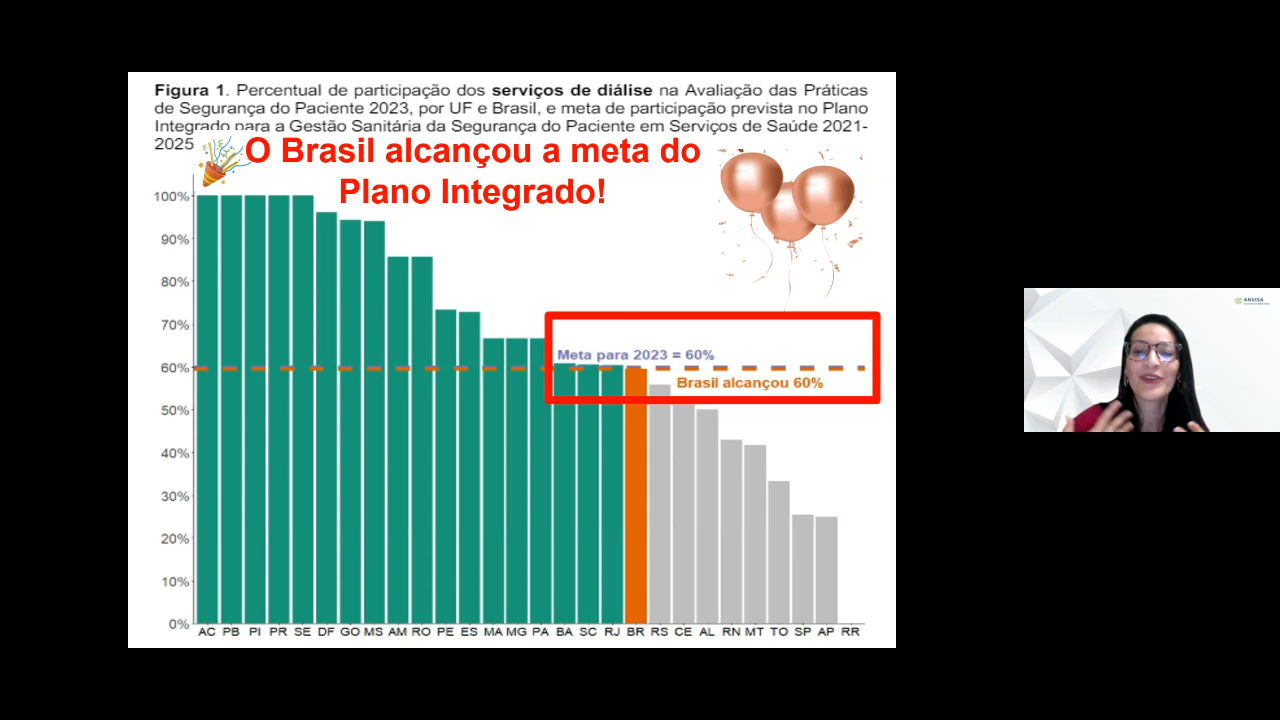 Figura 1. Percentual de participação dos serviços de diálise na Avaliação das Práticas
de Segurança do Paciente 2023, por UF e Brasil, e meta de participação prevista no Plano
Integrado para a Gestão Sanitária da Segurança do Paciente em Serviços de Saúde 2021-
2025
O Brasil alcançou a meta do
Plano Integrado!
100%
90%
80%
70%
60%
50%
40%
30%
20%
10%
0%
Meta para 2023 = 60%
Brasil alcançou 60%
AC PB PI PR SE DF GO MS AM RO PE ES MA MG PA BA SC RJ BR RS CE AL RN MT TO SP AP RR
ANVISA